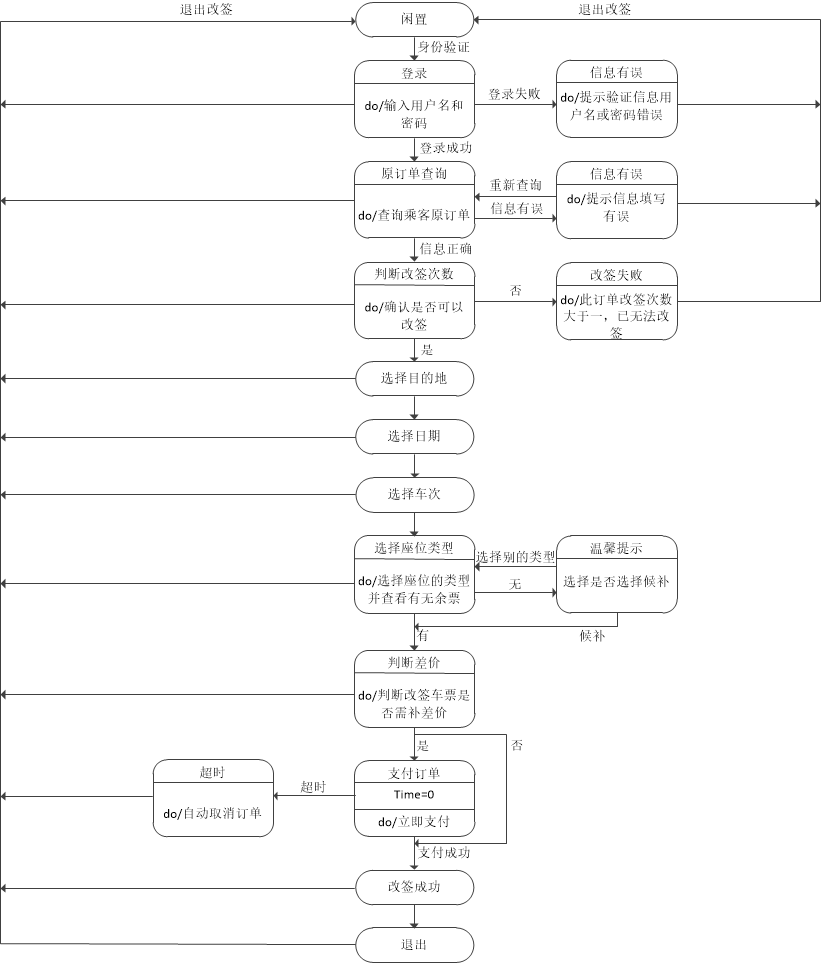 退出改签
闲置
退出改签
身份验证
登录
do/输入用户名和
密码
登录失败
信息有误
do/提示验证信息用
户名或密码错误
登录成功
原订单查询
do/查询乘客原订单
重新查询
信息有误
信息有误
do/提示信息填写
有误
信息正确
判断改签次数
do/确认是否可以
改签
否
改签失败
do/此订单改签次数
大于一，已无法改
签
是
选择目的地
选择日期
选择车次
选择座位类型
do/选择座位的类型
并查看有无余票
选择别的类型
无
温馨提示
选择是否选择候补
有
候补
判断差价
do/判断改签车票是
否需补差价
是
否
超时
do/自动取消订单
超时
支付订单
Time=0
do/立即支付
支付成功
改签成功
退出